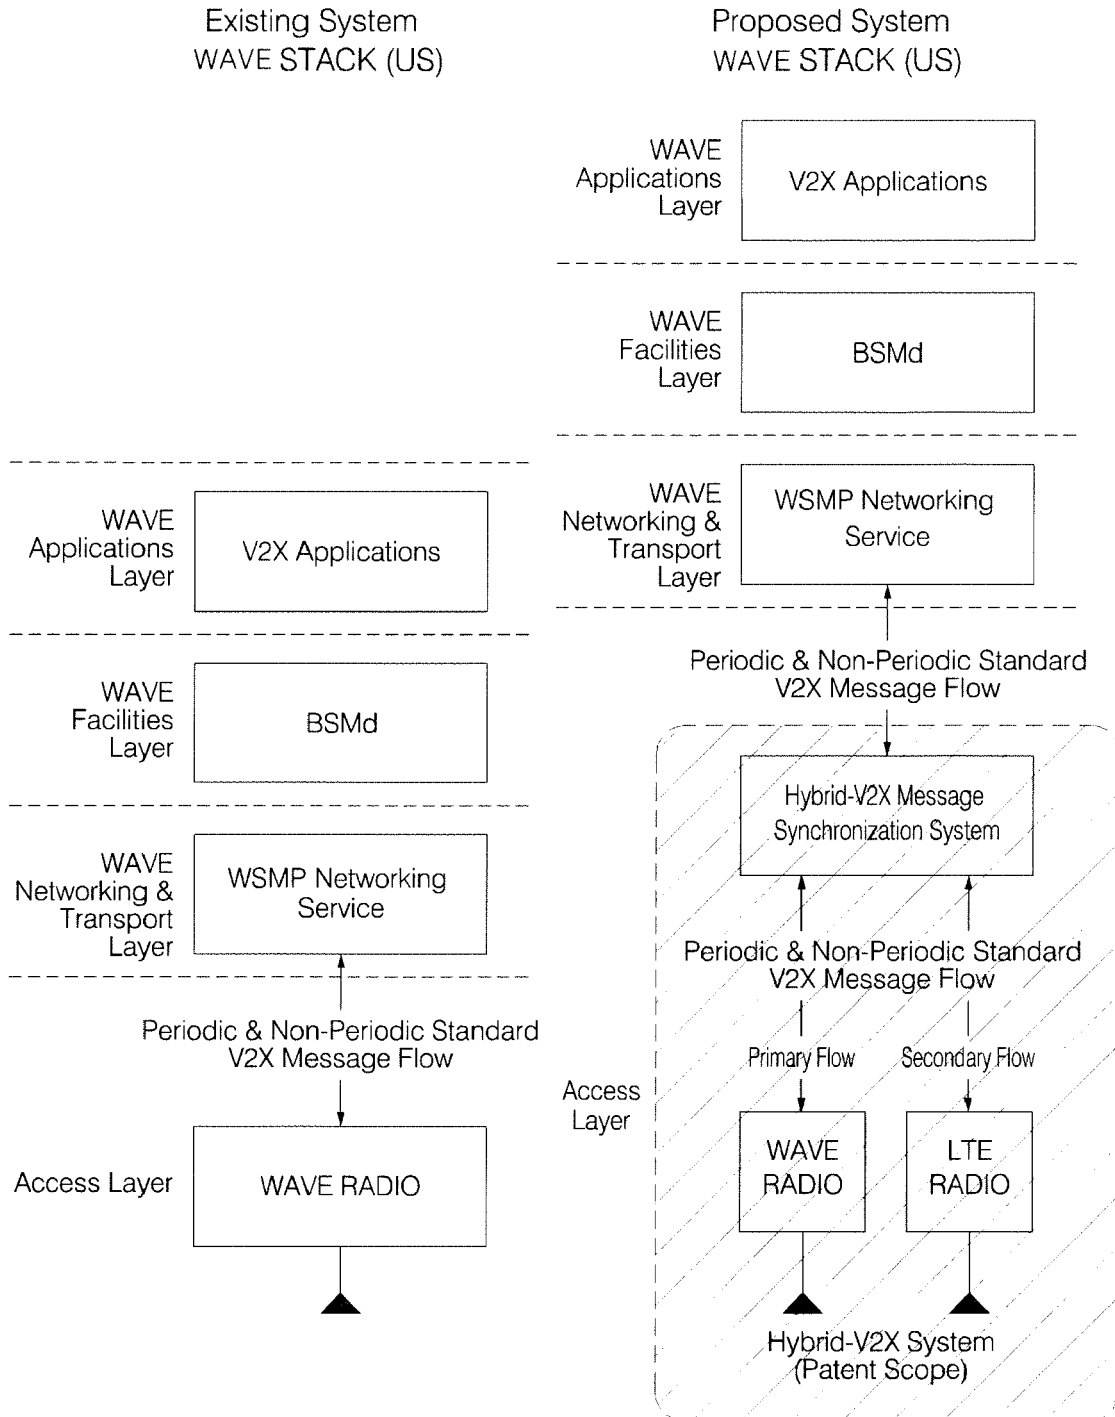 Existing System
WAVE STACK (US)
WAVE
Applications
Layer
V2X Applications
WAVE
Facilities
Layer
BSMd
WAVE
Networking &
Transport
Layer
WSMP Networking
Service
Periodic & Non-Periodic Standard
V2X Message Flow
Access Layer
WAVE RADIO
Proposed System
WAVE STACK (US)
WAVE
Applications
Layer
V2X Applications
WAVE
Facilities
Layer
BSMd
WAVE
Networking &
Transport
Layer
WSMP Networking
Service
Periodic & Non-Periodic Standard
V2X Message Flow
Hybrid-V2X Message
Synchronization System
Periodic & Non-Periodic Standard
V2X Message Flow
Primary Flow
Secondary Flow
Access
Layer
WAVE
RADIO
LTE
RADIO
Hybrid-V2X System
(Patent Scope)